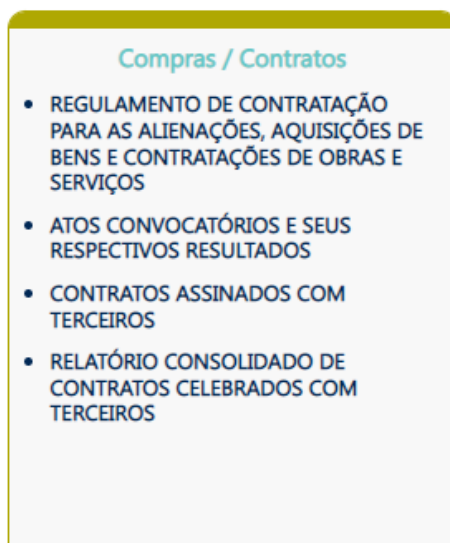 Compras / Contratos
• REGULAMENTO DE CONTRATAÇÃO
PARA AS ALIENAÇÕES, AQUISIÇÕES DE
BENS E CONTRATAÇÕES DE OBRAS E
SERVIÇOS
• ATOS CONVOCATÓRIOS E SEUS
RESPECTIVOS RESULTADOS
• CONTRATOS ASSINADOS COM
TERCEIROS
• RELATÓRIO CONSOLIDADO DE
CONTRATOS CELEBRADOS COM
TERCEIROS